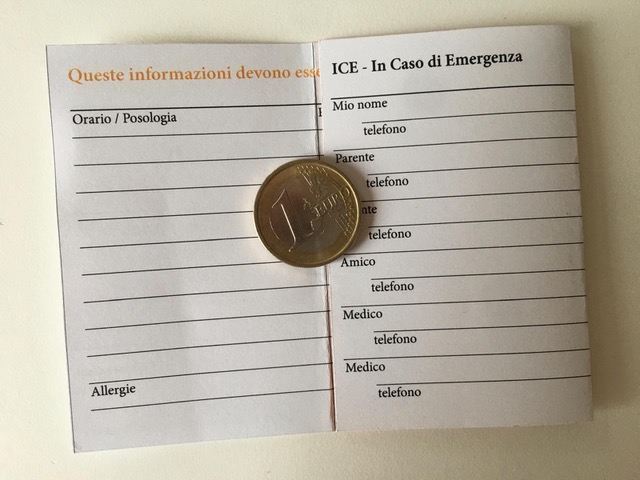 Queste informazioni devono
Orario / Posologia
Allergie
ICE - In Caso di Emergenza
Mio nome
telefono
Parente
telefono
telefono
Amico
telefono
Medico
telefono
Medico
telefono
1
EURO